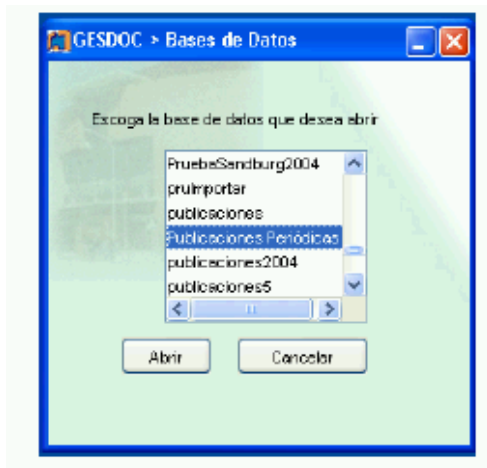 GESDOC > Bases de Datos
Escoga la base de datos que desea abrir
PruebaSandburg2004
pruImportar
publicaciones
Publicaciones Periódicas
publicaciones2004
publicaciones5
Abrir
Cancelar